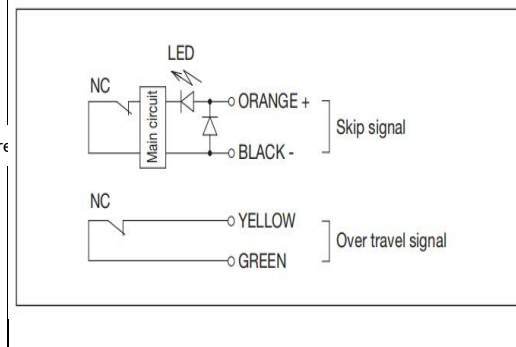 LED
NC
Main circuit
ORANGE +
Skip signal
BLACK -
NC
YELLOW
Over travel signal
GREEN